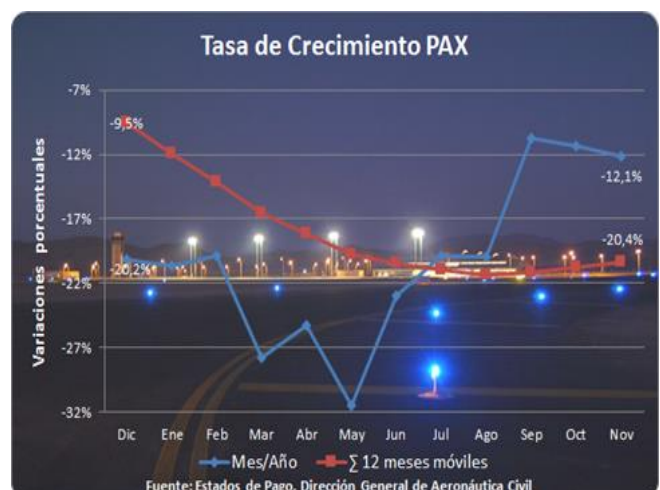 Tasa de Crecimiento PAX
Variaciones porcentuales
-7%
-12%
-17%
-22%
-27%
-32%
-9,5%
-20,2%
-12,1%
-20,4%
Dic Ene Feb Mar Abr May Jun Jul Ago Sep Oct Nov
Mes/Año ∑ 12 meses móviles
Fuente: Estados de Pago, Dirección General de Aeronáutica Civil